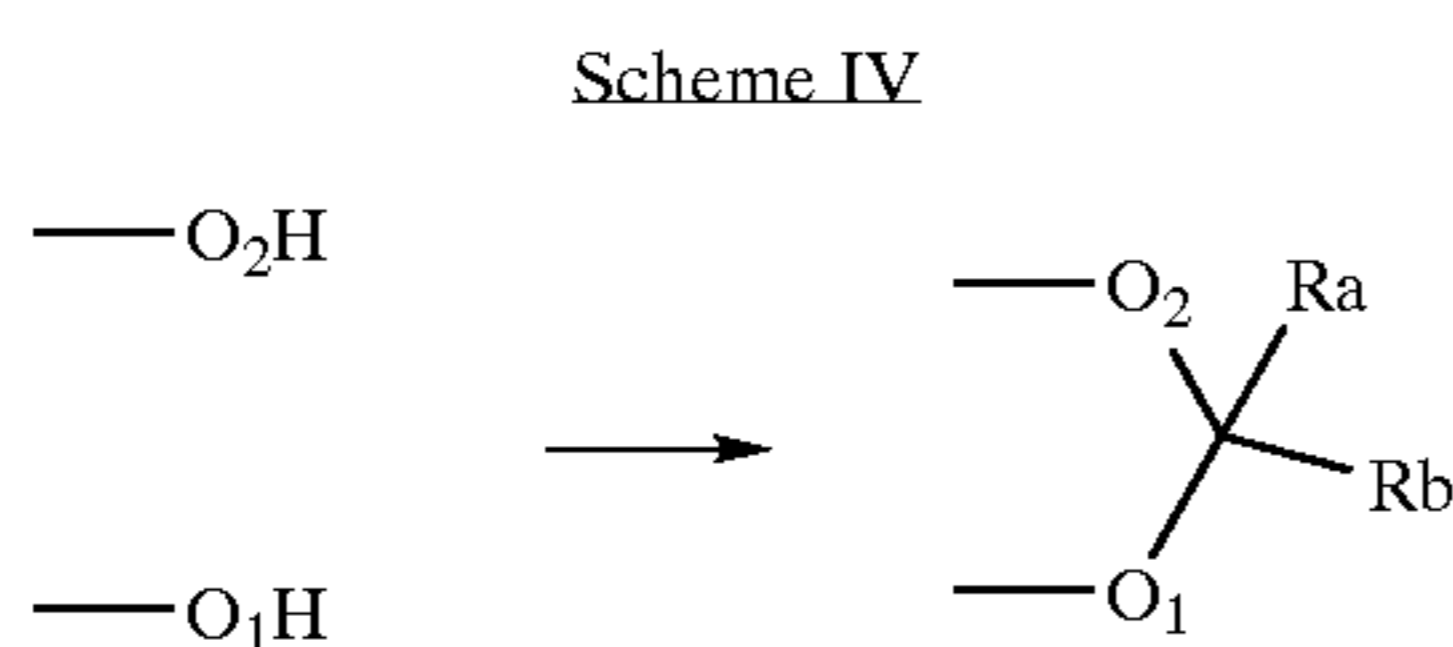 Scheme IV
O₂H
O₂
Ra
Rb
O₁H
O₁